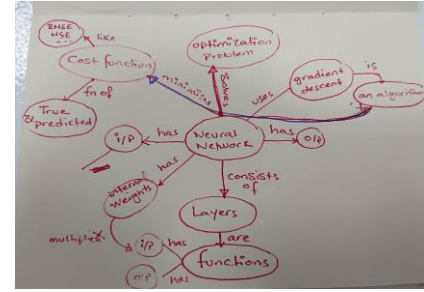 RMSE
MSE
...
like
Cost function
fn of
True
& predicted
optimization
Problem
solves
minimizes
gradient
descent
is
an algorithm
to
uses
Neural
Network
has
i/P
has
O/P
has
internal
weights
multiplies
consists
of
Layers
are
functions
i/P
has
O/P
has